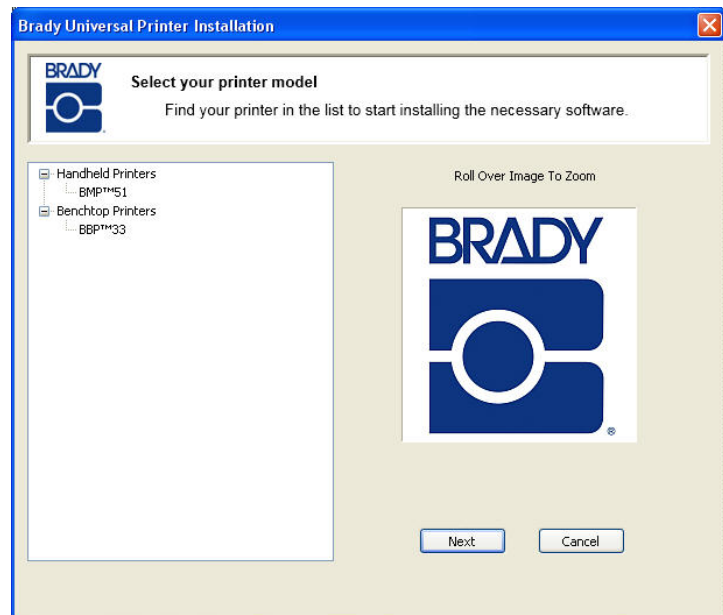 Brady Universal Printer Installation
BRADY
Select your printer model
Find your printer in the list to start installing the necessary software.
Handheld Printers
BMP™51
Benchtop Printers
BBP™33
Roll Over Image To Zoom
BRADY
®
Next
Cancel